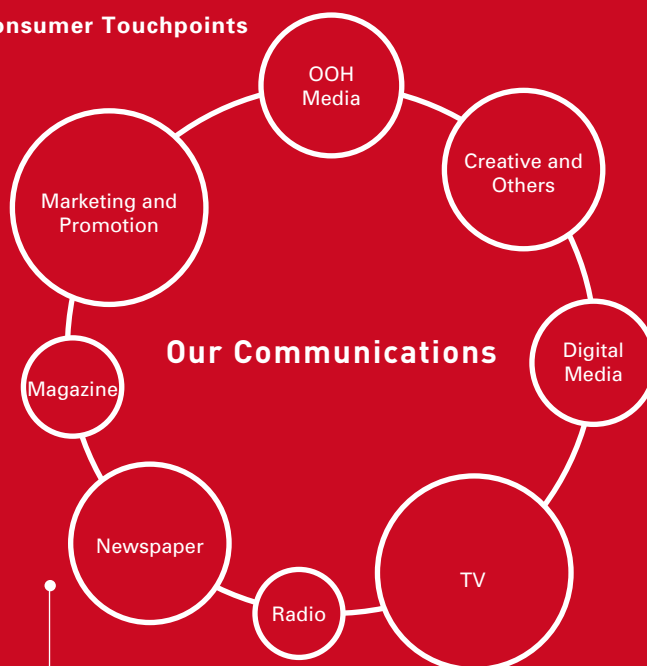 onsumer Touchpoints
OOH
Media
Creative and
Others
Marketing and
Promotion
Our Communications
Digital
Media
Magazine
Newspaper
TV
Radio